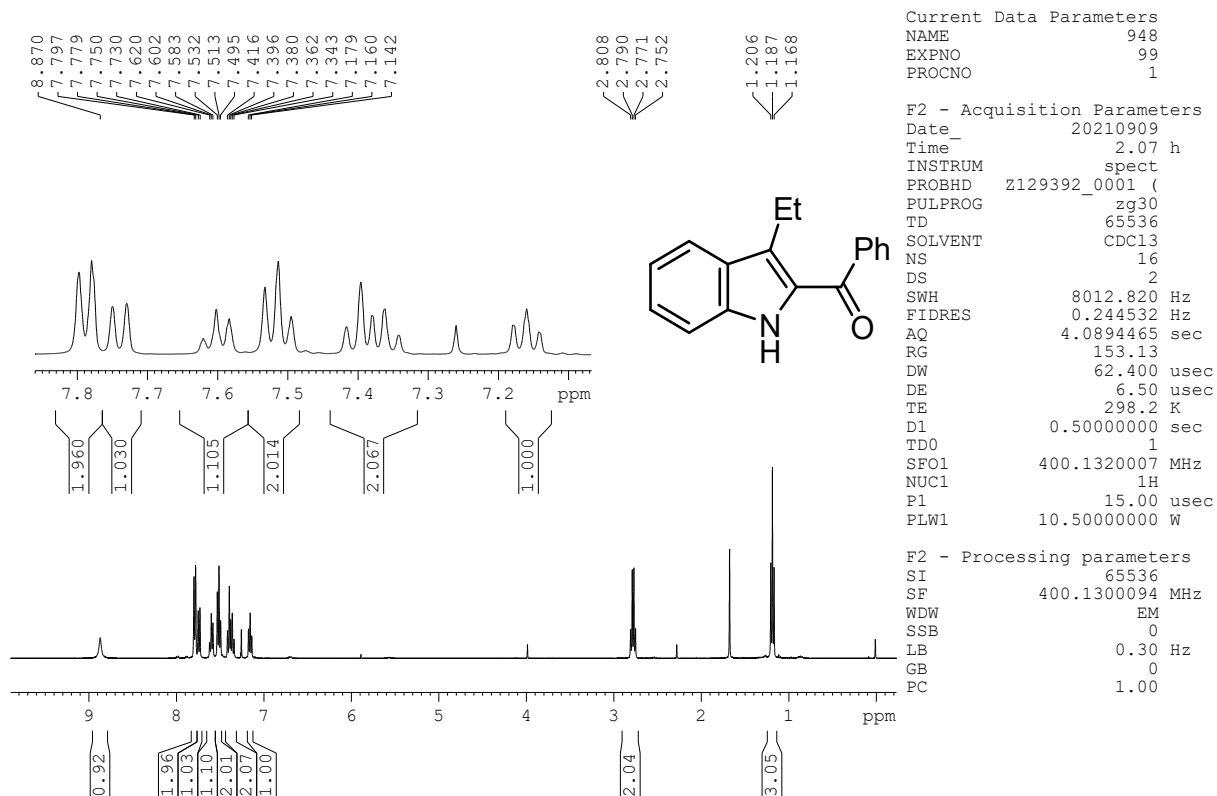 8.870
7.797
7.779
7.750
7.730
7.620
7.602
7.583
7.532
7.513
7.495
7.416
7.396
7.380
7.362
7.343
7.179
7.160
7.142
2.808
2.790
2.771
2.752
1.206
1.187
1.168
Et
Ph
O
N
H
7.8 7.7 7.6 7.5 7.4 7.3 7.2 ppm
1.960
1.030
1.105
2.014
2.067
1.000
9 8 7 6 5 4 3 2 1 ppm
0.92
1.96
1.03
1.10
2.01
2.07
1.00
2.04
3.05
Current Data Parameters
NAME 948
EXPNO 99
PROCNO 1
F2 - Acquisition Parameters
Date_ 20210909
Time 2.07 h
INSTRUM spect
PROBHD Z129392_0001 (
PULPROG zg30
TD 65536
SOLVENT CDCl3
NS 16
DS 2
SWH 8012.820 Hz
FIDRES 0.244532 Hz
AQ 4.0894465 sec
RG 153.13
DW 62.400 usec
DE 6.50 usec
TE 298.2 K
D1 0.50000000 sec
TD0 1
SFO1 400.1320007 MHz
NUC1 1H
P1 15.00 usec
PLW1 10.50000000 W
F2 - Processing parameters
SI 65536
SF 400.1300094 MHz
WDW EM
SSB 0
LB 0.30 Hz
GB 0
PC 1.00